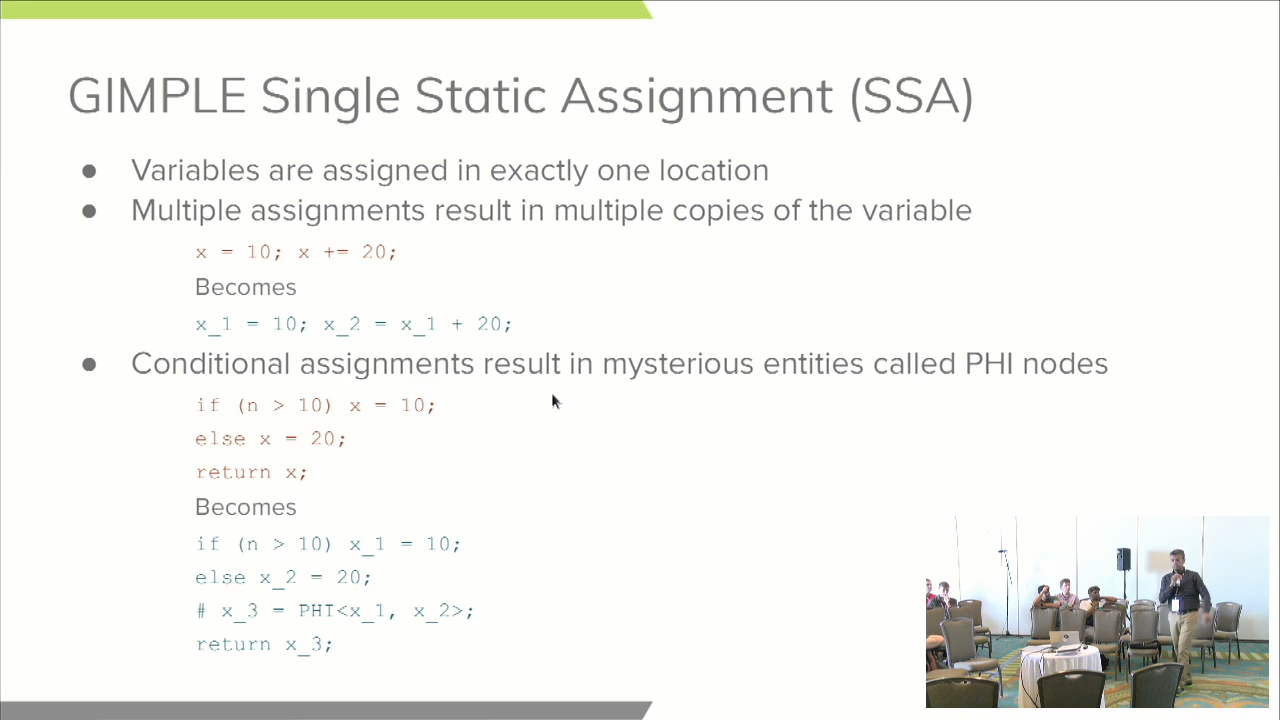 GIMPLE Single Static Assignment (SSA)
● Variables are assigned in exactly one location
● Multiple assignments result in multiple copies of the variable
x = 10; x += 20;
Becomes
x_1 = 10; x_2 = x_1 + 20;
● Conditional assignments result in mysterious entities called PHI nodes
if (n > 10) x = 10;
else x = 20;
return x;
Becomes
if (n > 10) x_1 = 10;
else x_2 = 20;
# x_3 = PHI<x_1, x_2>;
return x_3;